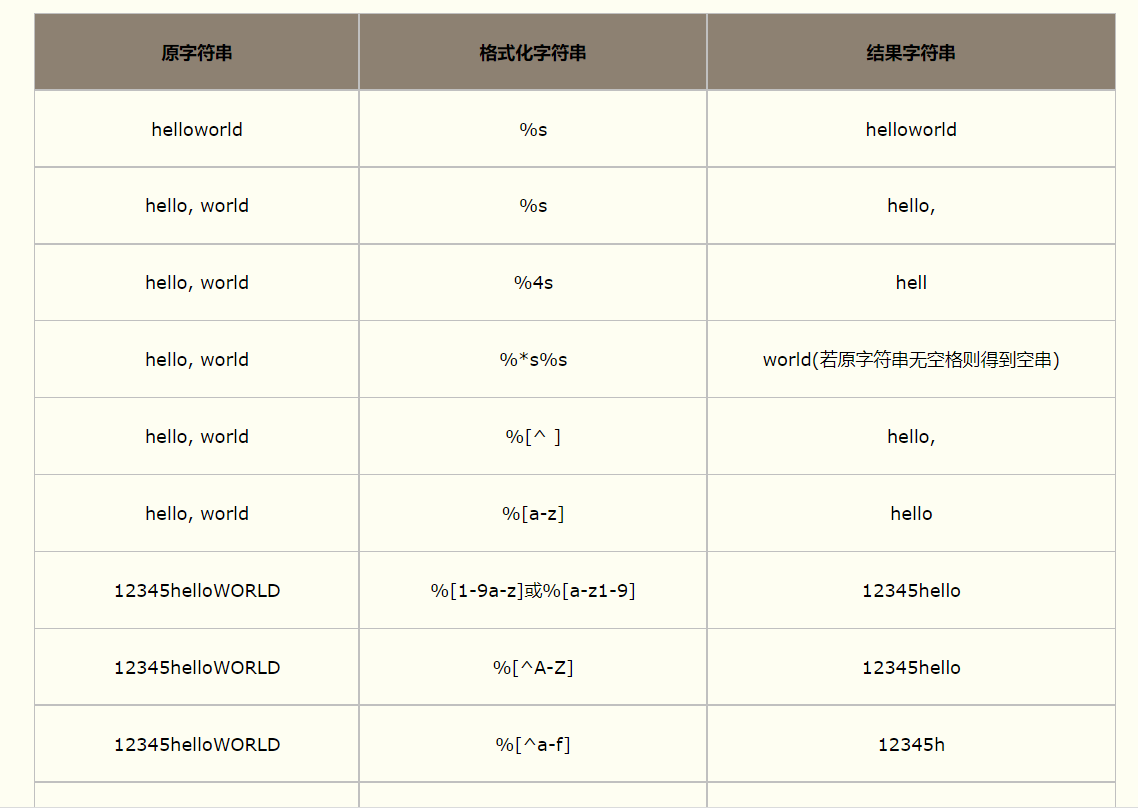 原字符串 格式化字符串 结果字符串
helloworld %s helloworld
hello, world %s hello,
hello, world %4s hell
hello, world %*s%s world(若原字符串无空格则得到空串)
hello, world %[^ ] hello,
hello, world %[a-z] hello
12345helloWORLD %[1-9a-z]或%[a-z1-9] 12345hello
12345helloWORLD %[^A-Z] 12345hello
12345helloWORLD %[^a-f] 12345h